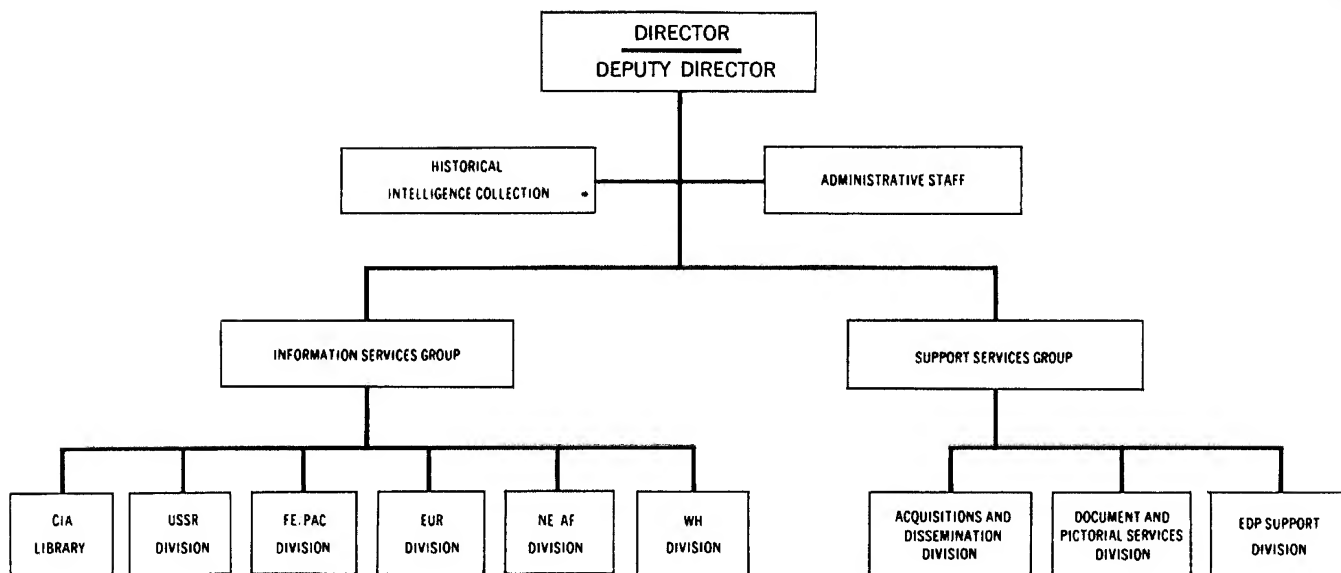 DIRECTOR
DEPUTY DIRECTOR
HISTORICAL
INTELLIGENCE COLLECTION
ADMINISTRATIVE STAFF
INFORMATION SERVICES GROUP
SUPPORT SERVICES GROUP
CIA
LIBRARY
USSR
DIVISION
FE. PAC
DIVISION
EUR
DIVISION
NE AF
DIVISION
WH
DIVISION
ACQUISITIONS AND
DISSEMINATION
DIVISION
DOCUMENT AND
PICTORIAL SERVICES
DIVISION
EDP SUPPORT
DIVISION